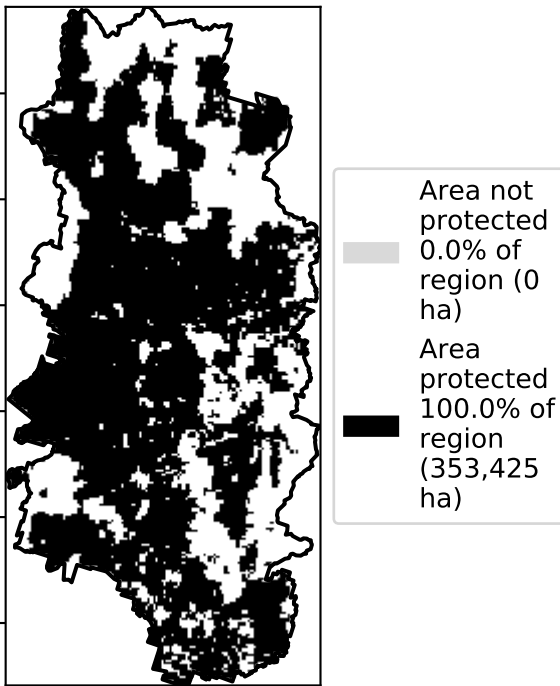 Area not
protected
0.0% of
region (0
ha)
Area
protected
100.0% of
region
(353,425
ha)